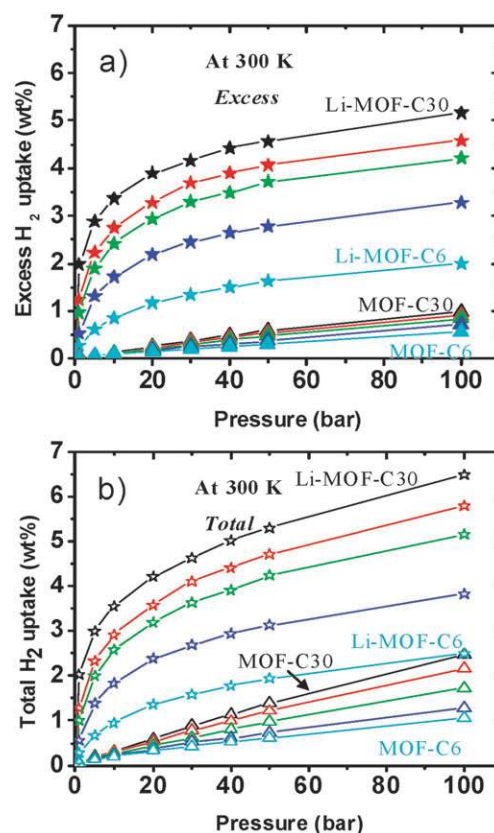 7
a)
At 300 K
Excess
Li-MOF-C30
6
5
4
3
2
1
0
Li-MOF-C6
MOF-C30
MOF-C6
Excess H2 uptake (wt%)
0 20 40 60 80 100
Pressure (bar)
7
b)
At 300 K
Total
Li-MOF-C30
6
5
4
3
2
1
0
Li-MOF-C6
MOF-C30
MOF-C6
Total H2 uptake (wt%)
0 20 40 60 80 100
Pressure (bar)